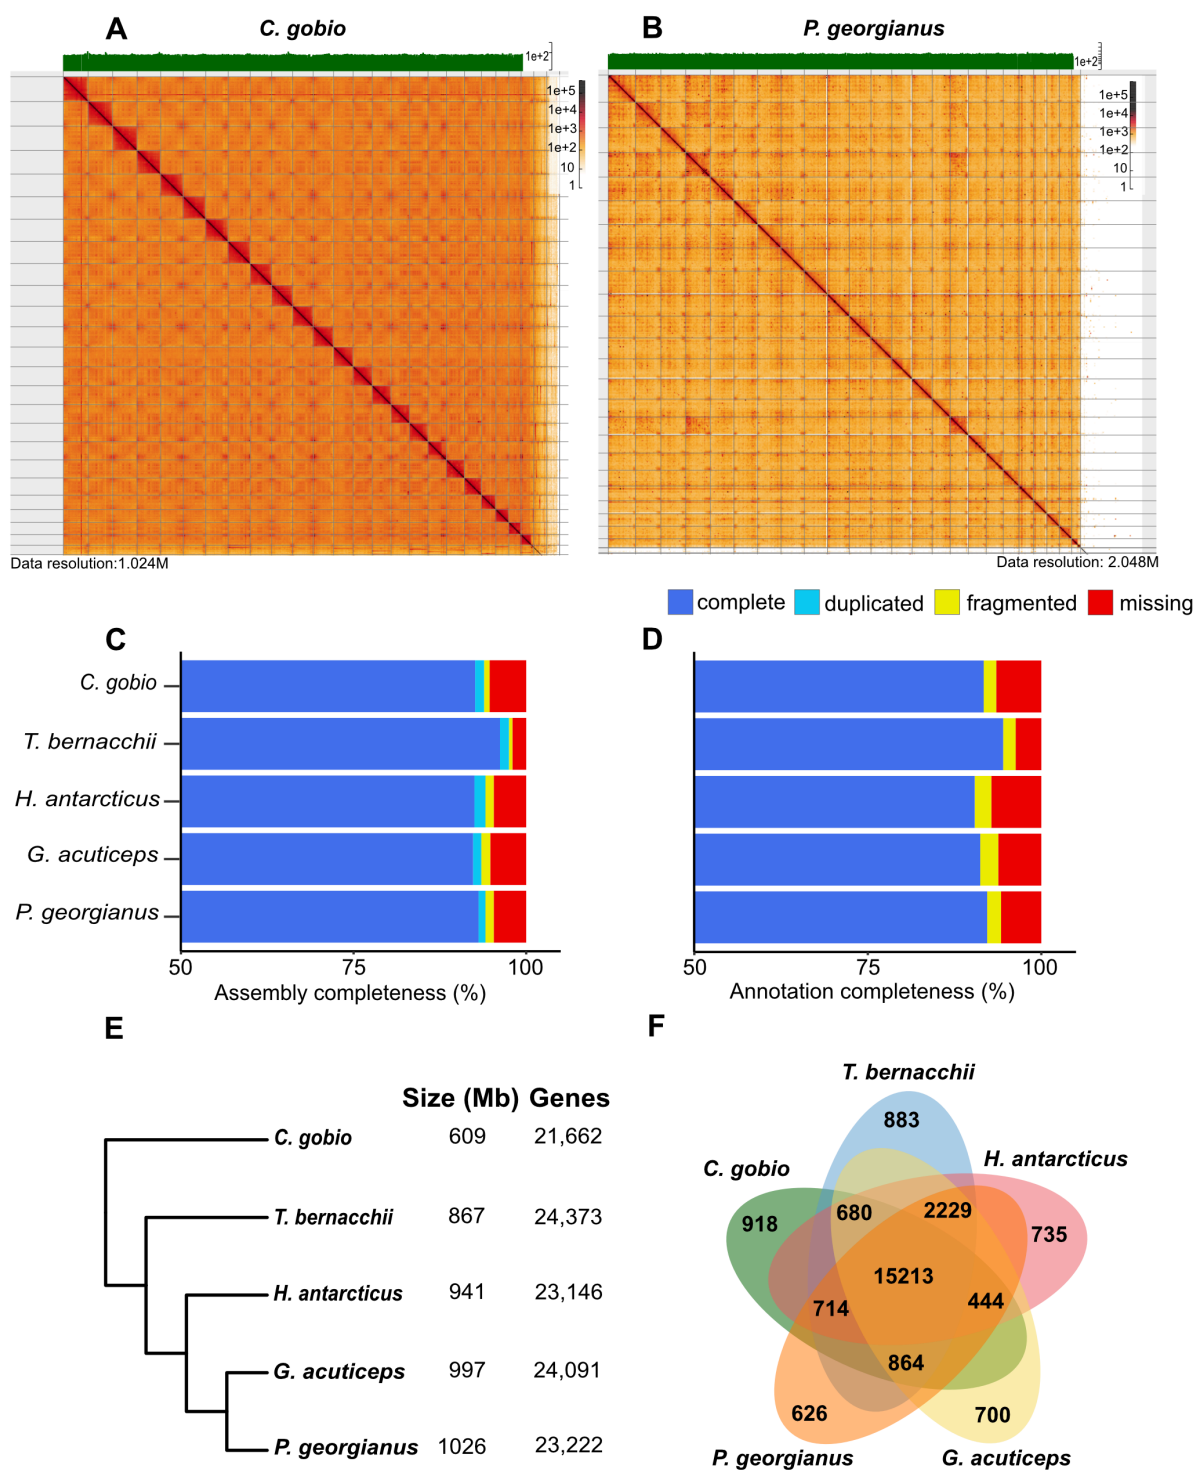 A
C. gobio
B
P. georgianus
1e+2
1e+5
1e+4
1e+3
1e+2
10
1
1e+2
1e+5
1e+4
1e+3
1e+2
10
1
Data resolution:1.024M
Data resolution: 2.048M
complete
duplicated
fragmented
missing
C
C. gobio
T. bernacchii
H. antarcticus
G. acuticeps
P. georgianus
50
75
100
Assembly completeness (%)
D
50
75
100
Annotation completeness (%)
E
Size (Mb) Genes
C. gobio 609 21,662
T. bernacchii 867 24,373
H. antarcticus 941 23,146
G. acuticeps 997 24,091
P. georgianus 1026 23,222
F
T. bernacchii
883
C. gobio
H. antarcticus
918
680
2229
735
15213
714
444
864
626
700
P. georgianus
G. acuticeps